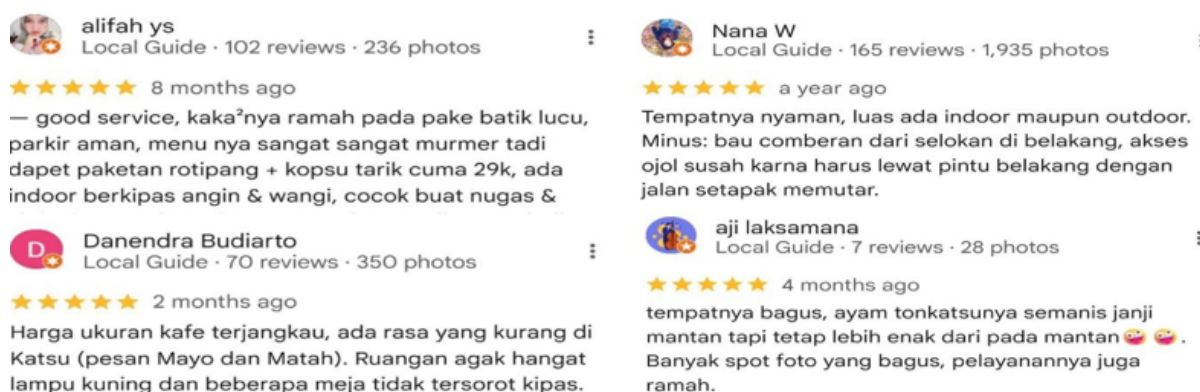 alifah ys
Local Guide · 102 reviews · 236 photos
8 months ago
— good service, kaka²nya ramah pada pake batik lucu,
parkir aman, menu nya sangat sangat murmer tadi
dapet paketan rotipang + kopsu tarik cuma 29k, ada
indoor berkipas angin & wangi, cocok buat nugas &
D
Danendra Budiarto
Local Guide · 70 reviews · 350 photos
2 months ago
Harga ukuran kafe terjangkau, ada rasa yang kurang di
Katsu (pesan Mayo dan Matah). Ruangan agak hangat
lampu kuning dan beberapa meja tidak tersorot kipas.
Nana W
Local Guide · 165 reviews · 1,935 photos
a year ago
Tempatnya nyaman, luas ada indoor maupun outdoor.
Minus: bau comberan dari selokan di belakang, akses
ojol susah karna harus lewat pintu belakang dengan
jalan setapak memutar.
aji laksamana
Local Guide · 7 reviews · 28 photos
4 months ago
tempatnya bagus, ayam tonkatsunya semanis janji
mantan tapi tetap lebih enak dari pada mantan🤪 🤪 .
Banyak spot foto yang bagus, pelayanannya juga
ramah.